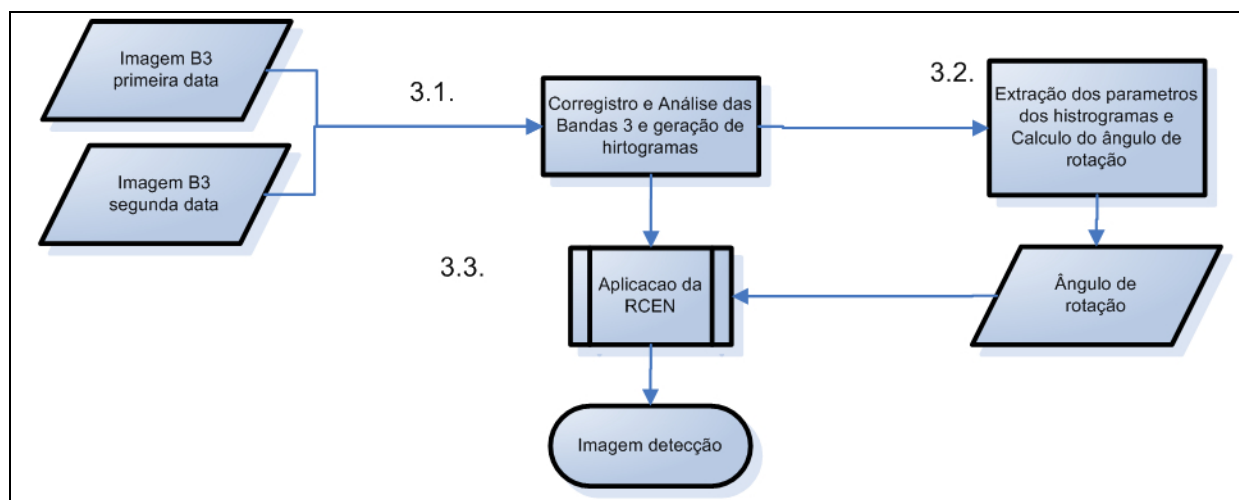 Imagem B3
primeira data
3.1.
Imagem B3
segunda data
Corregistro e Análise das
Bandas 3 e geração de
hirtogramas
3.2.
Extração dos parametros
dos histrogramas e
Calculo do ângulo de
rotação
3.3.
Aplicacao da
RCEN
Ângulo de
rotação
Imagem detecção